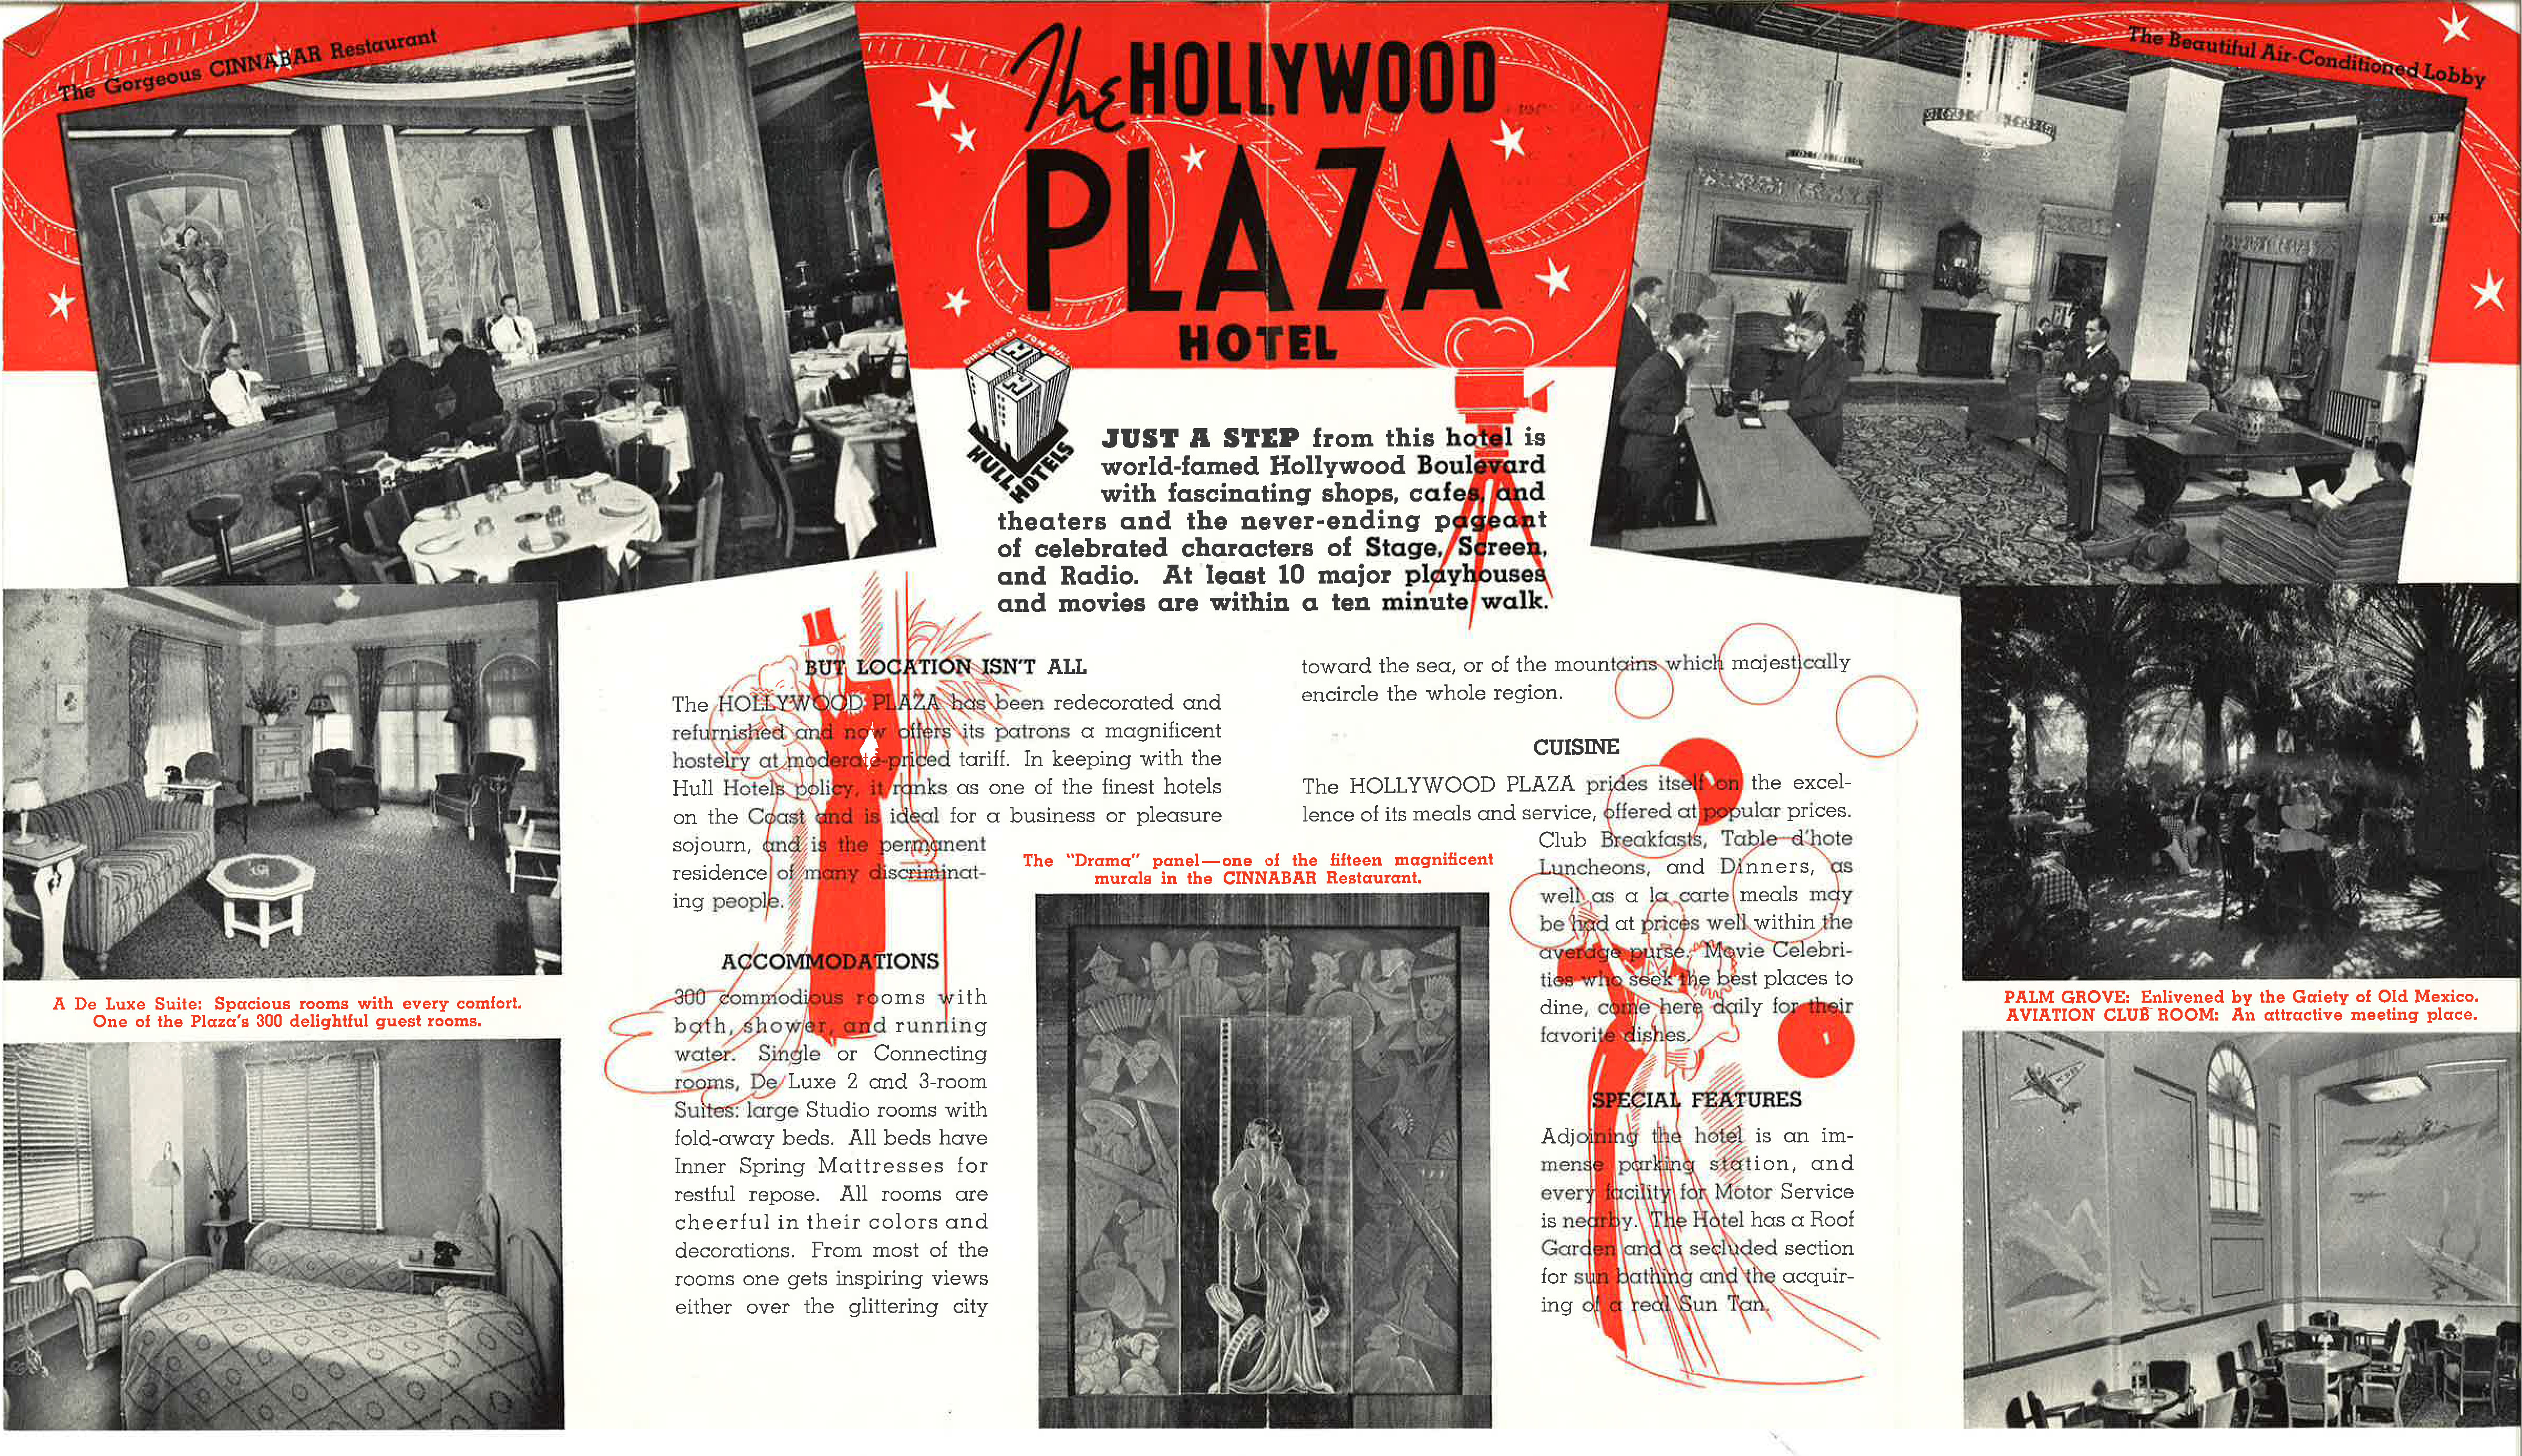 The Gorgeous CINNABAR Restaurant
The HOLLYWOOD
PLAZA
HOTEL
The Beautiful Air-Conditioned Lobby
DIRECTION OF TOM HULL
HULL
HOTELS
JUST A STEP from this hotel is
world-famed Hollywood Boulevard
with fascinating shops, cafes, and
theaters and the never-ending pageant
of celebrated characters of Stage, Screen,
and Radio. At least 10 major playhouses
and movies are within a ten minute walk.
BUT LOCATION ISN'T ALL
The HOLLYWOOD PLAZA has been redecorated and
refurnished and now offers its patrons a magnificent
hostelry at moderate-priced tariff. In keeping with the
Hull Hotels policy, it ranks as one of the finest hotels
on the Coast and is ideal for a business or pleasure
sojourn, and is the permanent
residence of many discriminat-
ing people.
ACCOMMODATIONS
300 commodious rooms with
bath, shower, and running
water. Single or Connecting
rooms, De Luxe 2 and 3-room
Suites: large Studio rooms with
fold-away beds. All beds have
Inner Spring Mattresses for
restful repose. All rooms are
cheerful in their colors and
decorations. From most of the
rooms one gets inspiring views
either over the glittering city
toward the sea, or of the mountains which majestically
encircle the whole region.
CUISINE
The HOLLYWOOD PLAZA prides itself on the excel-
lence of its meals and service, offered at popular prices.
Club Breakfasts, Table d'hote
Luncheons, and Dinners, as
well as a la carte meals may
be had at prices well within the
average purse. Movie Celebri-
ties who seek the best places to
dine, come here daily for their
favorite dishes.
SPECIAL FEATURES
Adjoining the hotel is an im-
mense parking station, and
every facility for Motor Service
is nearby. The Hotel has a Roof
Garden and a secluded section
for sun bathing and the acquir-
ing of a real Sun Tan.
The "Drama" panel—one of the fifteen magnificent
murals in the CINNABAR Restaurant.
A De Luxe Suite: Spacious rooms with every comfort.
One of the Plaza's 300 delightful guest rooms.
PALM GROVE: Enlivened by the Gaiety of Old Mexico.
AVIATION CLUB ROOM: An attractive meeting place.